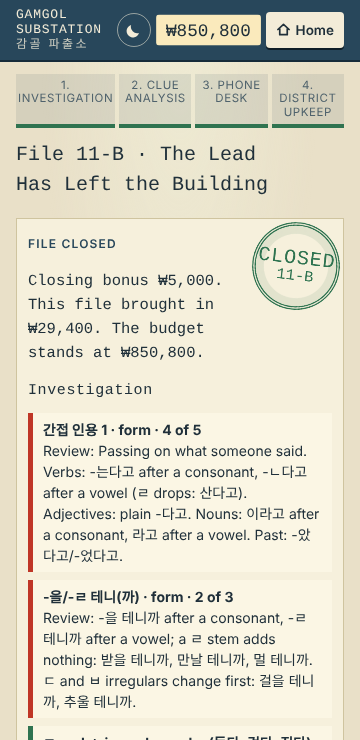 GAMGOL
SUBSTATION
감골 파출소
₩850,800
Home
1.
INVESTIGATION
2. CLUE
ANALYSIS
3. PHONE
DESK
4.
DISTRICT
UPKEEP
File 11-B · The Lead
Has Left the Building
FILE CLOSED
CLOSED
11-B
Closing bonus ₩5,000.
This file brought in
₩29,400. The budget
stands at ₩850,800.
Investigation
간접 인용 1 · form · 4 of 5
Review: Passing on what someone said.
Verbs: -는다고 after a consonant, -ㄴ다고
after a vowel (ㄹ drops: 산다고).
Adjectives: plain -다고. Nouns: 이라고 after
a consonant, 라고 after a vowel. Past: -았
다고/-었다고.
-을/-ㄹ 테니(까) · form · 2 of 3
Review: -을 테니까 after a consonant, -ㄹ
테니까 after a vowel; a ㄹ stem adds
nothing: 받을 테니까, 만날 테니까, 멀 테니까.
ㄷ and ㅂ irregulars change first: 걸을 테니
까, 추울 테니까.